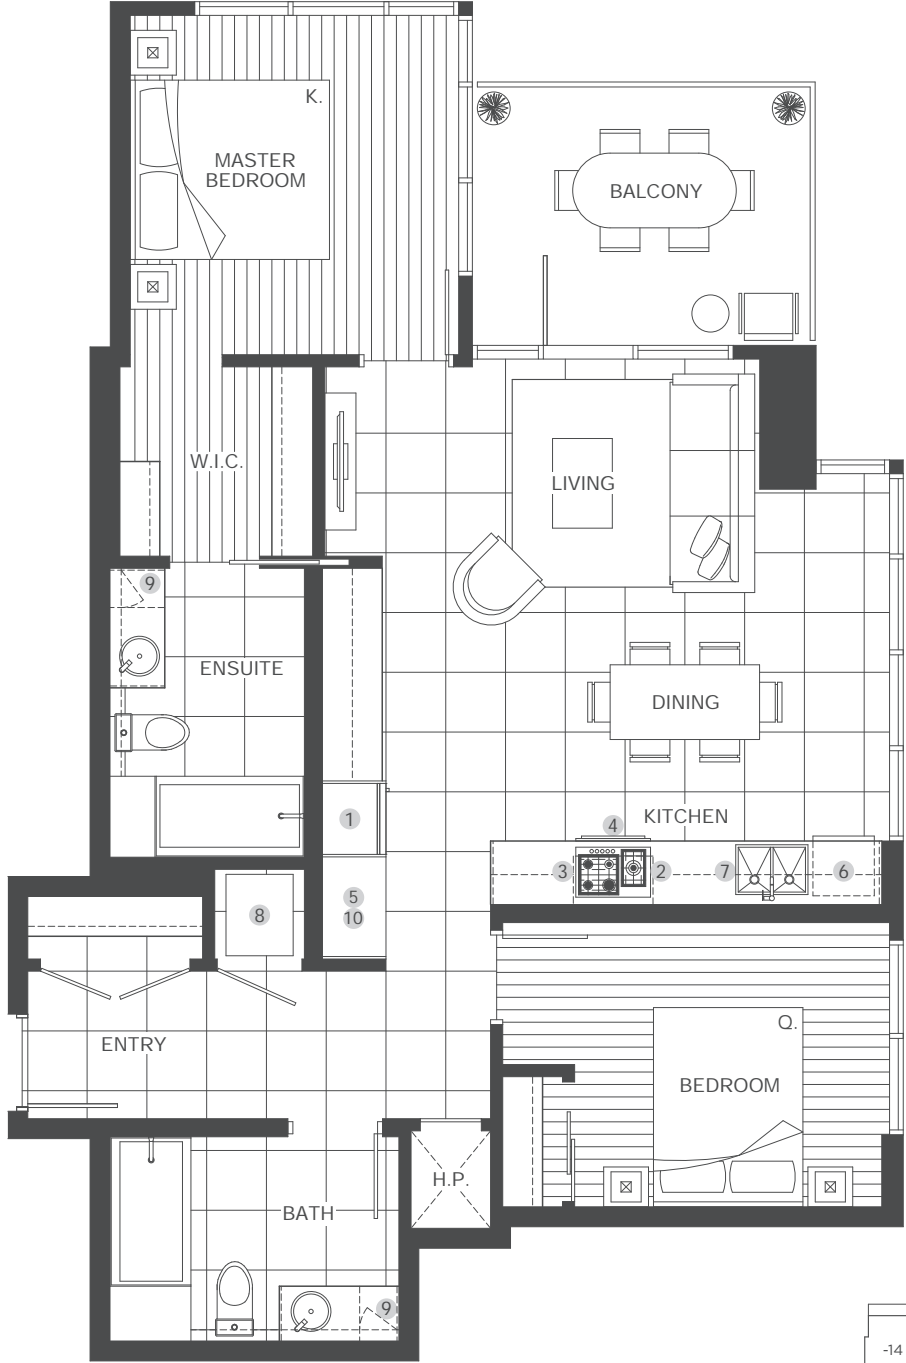 K.
MASTER
BEDROOM
BALCONY
W.I.C.
LIVING
9
ENSUITE
DINING
KITCHEN
1
4
3
2
7
6
5
10
8
ENTRY
Q.
BEDROOM
H.P.
BATH
9
-14